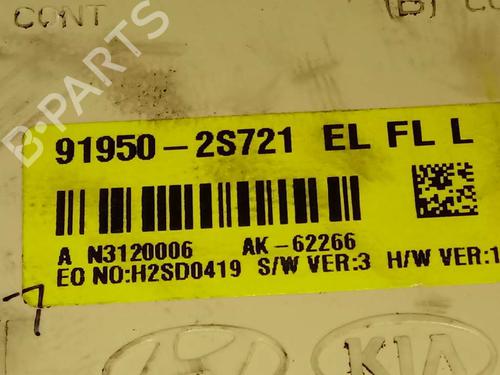 CONT
(B)
B-PARTS
91950-2S721 EL FL L
A N3120006 AK-62266
EO NO:H2SD0419 S/W VER:3 H/W VER:1
KIA